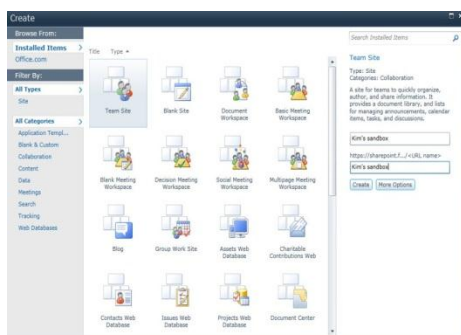 Create
Browse From:
Installed Items >
Office.com
Filter By:
All Types >
Site
All Categories >
Application Templ...
Blank & Custom
Collaboration
Content
Data
Meetings
Search
Tracking
Web Databases
Title Type
Team Site
Blank Site
Document Workspace
Basic Meeting Workspace
Blank Meeting Workspace
Decision Meeting Workspace
Social Meeting Workspace
Multipage Meeting Workspace
Blog
Group Work Site
Assets Web Database
Charitable Contributions Web
Contacts Web Database
Issues Web Database
Projects Web Database
Document Center
Search Installed Items
Team Site
Type: Site
Categories: Collaboration
A site for teams to quickly organize,
author, and share information. It
provides a document library, and lists
for managing announcements, calendar
items, tasks, and discussions.
Kim's sandbox
https://sharepoint.f.../<URL name>
Kim's sandbox
Create More Options